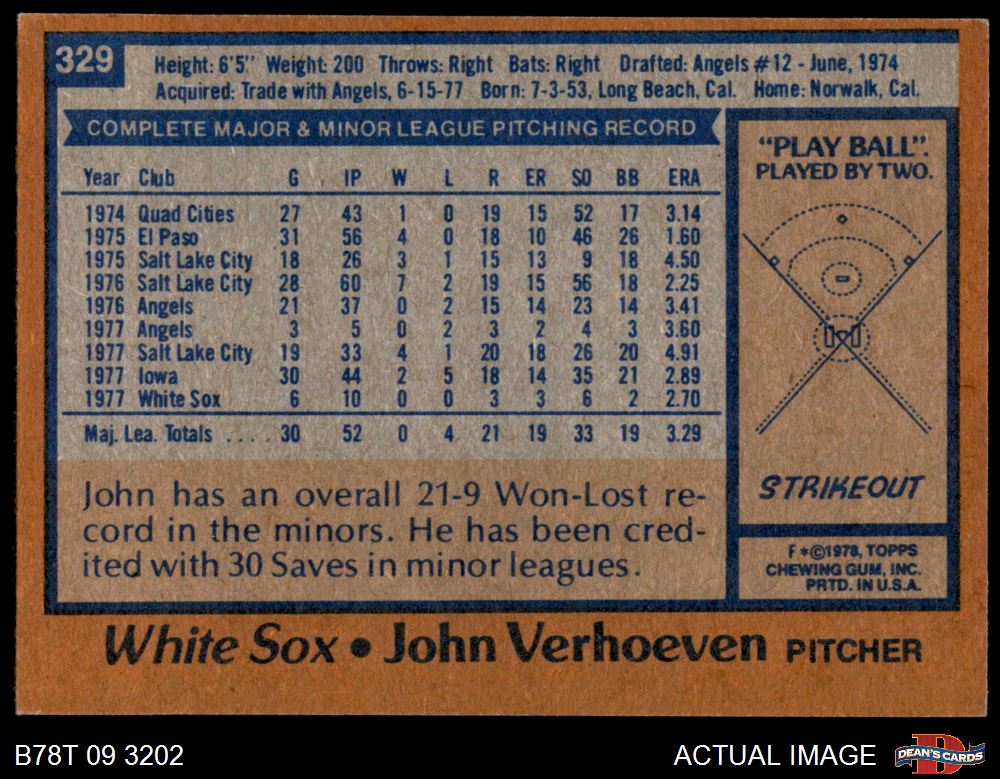 329
Height: 6'5" Weight: 200 Throws: Right Bats: Right Drafted: Angels #12 - June, 1974
Acquired: Trade with Angels, 6-15-77 Born: 7-3-53, Long Beach, Cal. Home: Norwalk, Cal.
COMPLETE MAJOR & MINOR LEAGUE PITCHING RECORD
Year Club G IP W L R ER SO BB ERA
1974 Quad Cities 27 43 1 0 19 15 52 17 3.14
1975 El Paso 31 56 4 0 18 10 46 26 1.60
1975 Salt Lake City 18 26 3 1 15 13 9 18 4.50
1976 Salt Lake City 28 60 7 2 19 15 56 18 2.25
1976 Angels 21 37 0 2 15 14 23 14 3.41
1977 Angels 3 5 0 2 3 2 4 3 3.60
1977 Salt Lake City 19 33 4 1 20 18 26 20 4.91
1977 Iowa 30 44 2 5 18 14 35 21 2.89
1977 White Sox 6 10 0 0 3 3 6 2 2.70
Maj. Lea. Totals .... 30 52 0 4 21 19 33 19 3.29
John has an overall 21-9 Won-Lost re-
cord in the minors. He has been cred-
ited with 30 Saves in minor leagues.
"PLAY BALL".
PLAYED BY TWO.
STRIKEOUT
F*©1978, TOPPS
CHEWING GUM, INC.
PRTD. IN U.S.A.
White Sox • John Verhoeven PITCHER
B78T 09 3202
ACTUAL IMAGE
D
DEAN'S CARDS